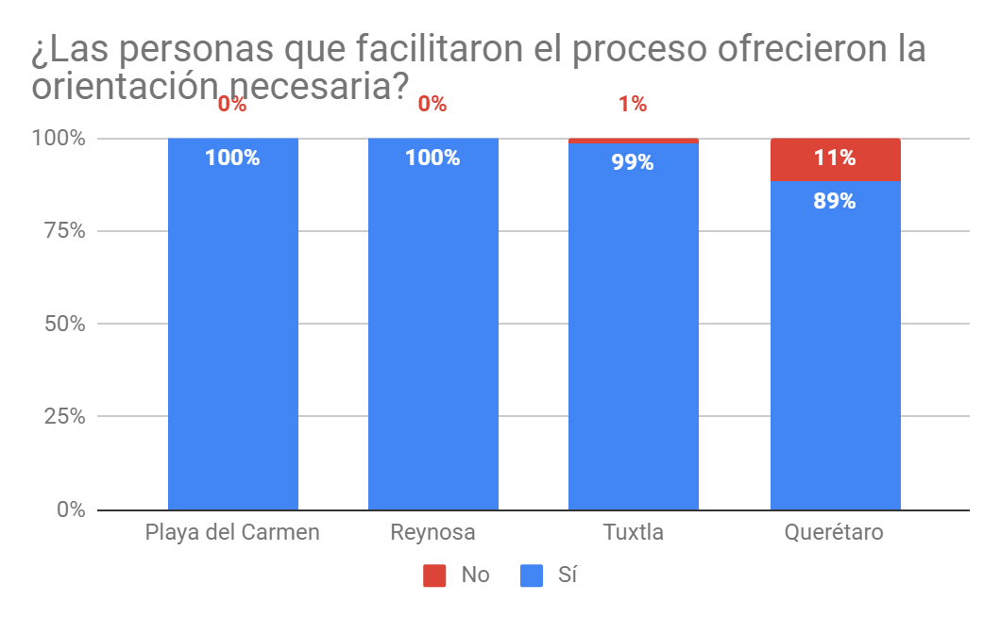 ¿Las personas que facilitaron el proceso ofrecieron la
orientación necesaria?
0% 0% 1%
100%
100% 100% 99% 11%
89%
75%
50%
25%
0%
Playa del Carmen Reynosa Tuxtla Querétaro
No Sí